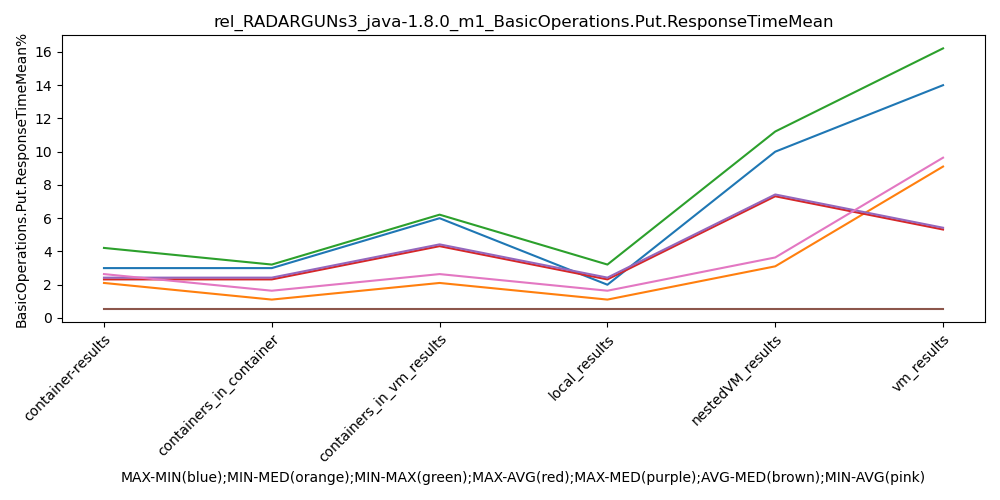 rel_RADARGUNs3_java-1.8.0_m1_BasicOperations.Put.ResponseTimeMean
BasicOperations.Put.ResponseTimeMean%
16
14
12
10
8
6
4
2
0
container-results
containers_in_container
containers_in_vm_results
local_results
nestedVM_results
vm_results
MAX-MIN(blue);MIN-MED(orange);MIN-MAX(green);MAX-AVG(red);MAX-MED(purple);AVG-MED(brown);MIN-AVG(pink)